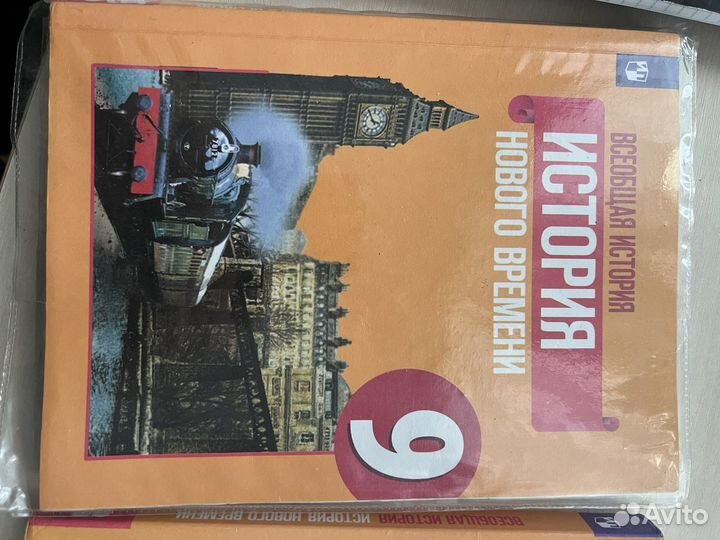 ВСЕОБЩАЯ ИСТОРИЯ
ИСТОРИЯ
НОВОГО ВРЕМЕНИ
9
ВСЕОБЩАЯ ИСТОРИЯ
ИСТОРИЯ НОВОГО ВРЕМЕНИ
Avito